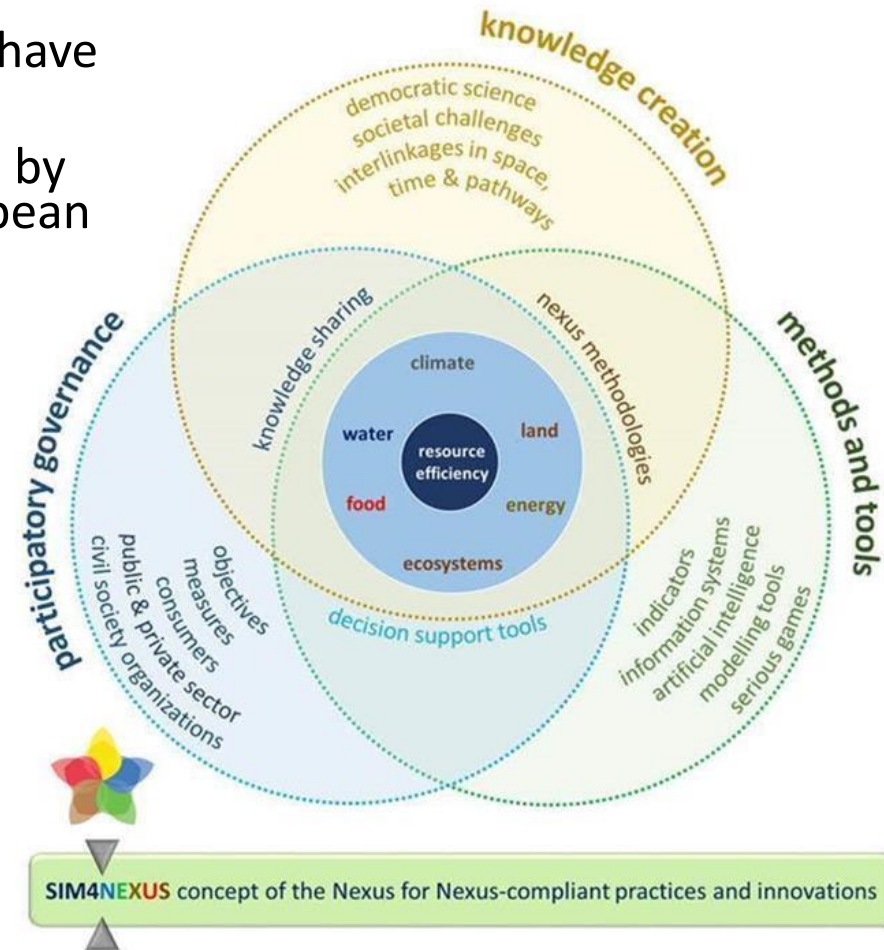 have
by
pean
knowledge creation
democratic science
societal challenges
interlinkages in space,
time & pathways
participatory governance
knowledge sharing
nexus methodologies
methods and tools
climate
water
land
resource
efficiency
food
energy
ecosystems
decision support tools
objectives
measures
consumers
public & private sector
civil society organizations
indicators
information systems
artificial intelligence
modelling tools
serious games
SIM4NEXUS concept of the Nexus for Nexus-compliant practices and innovations